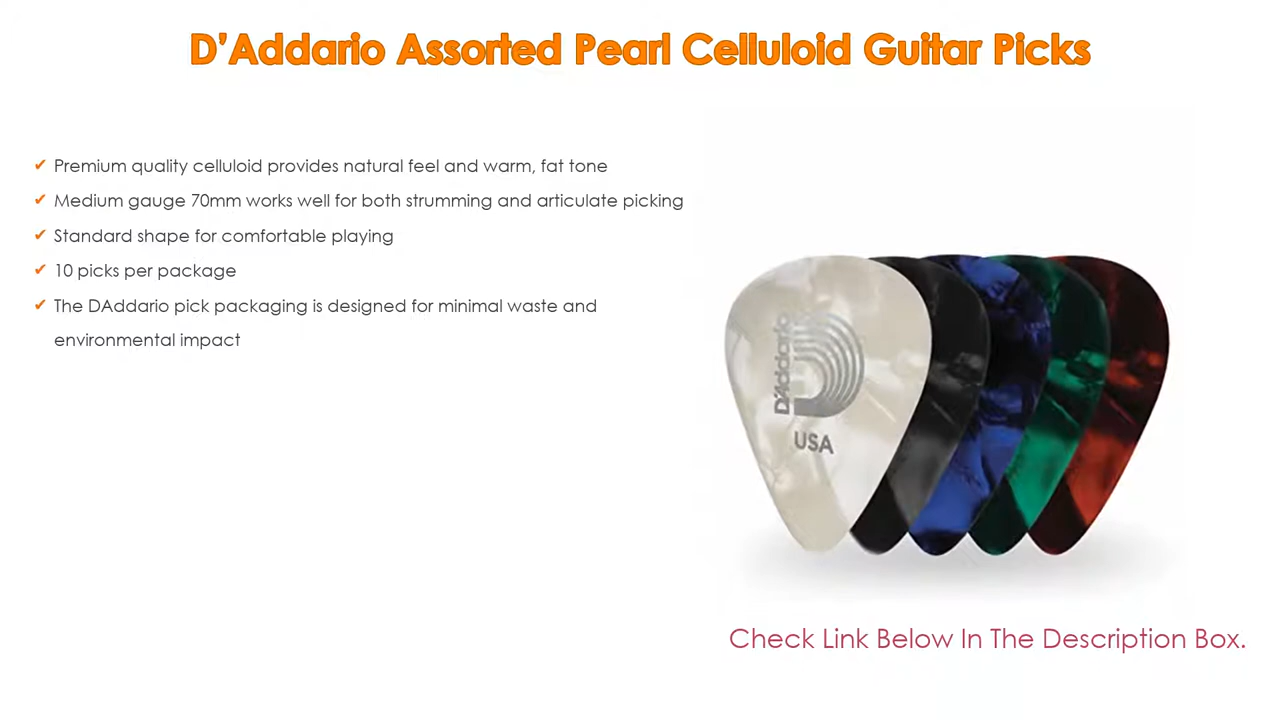 D'Addario Assorted Pearl Celluloid Guitar Picks
✔ Premium quality celluloid provides natural feel and warm, fat tone
✔ Medium gauge 70mm works well for both strumming and articulate picking
✔ Standard shape for comfortable playing
✔ 10 picks per package
✔ The DAddario pick packaging is designed for minimal waste and
environmental impact
D'Addario
USA
Check Link Below In The Description Box.